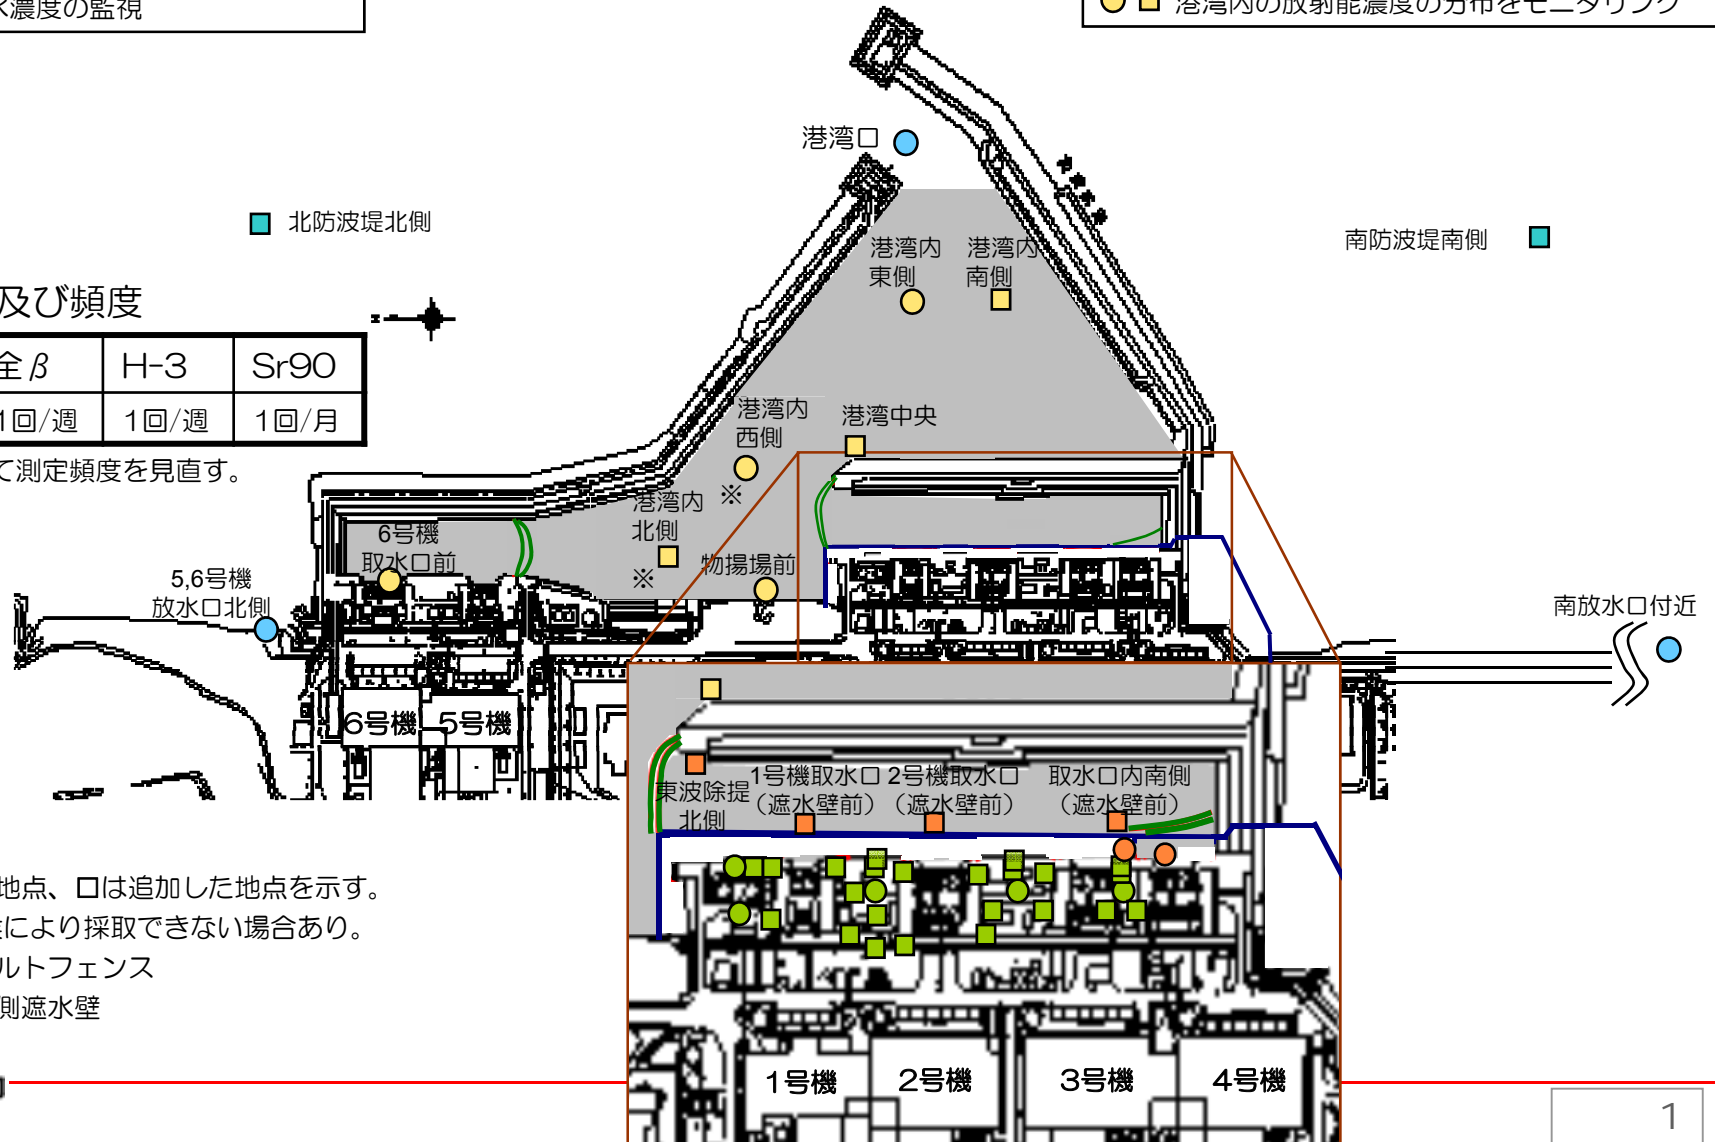 水濃度の監視
港湾内の放射能濃度の分布をモニタリング
港湾口
北防波堤北側
南防波堤南側
港湾内
東側
港湾内
南側
及び頻度
全β H-3 Sr90
1回/週 1回/週 1回/月
て測定頻度を見直す。
港湾内
西側
※
港湾中央
港湾内
北側
※
物揚場前
6号機
取水口前
5,6号機
放水口北側
南放水口付近
6号機 5号機
東波除堤
北側
1号機取水口
(遮水壁前)
2号機取水口
(遮水壁前)
取水口内南側
(遮水壁前)
地点、□は追加した地点を示す。
により採取できない場合あり。
ルトフェンス
側遮水壁
1号機 2号機 3号機 4号機
1